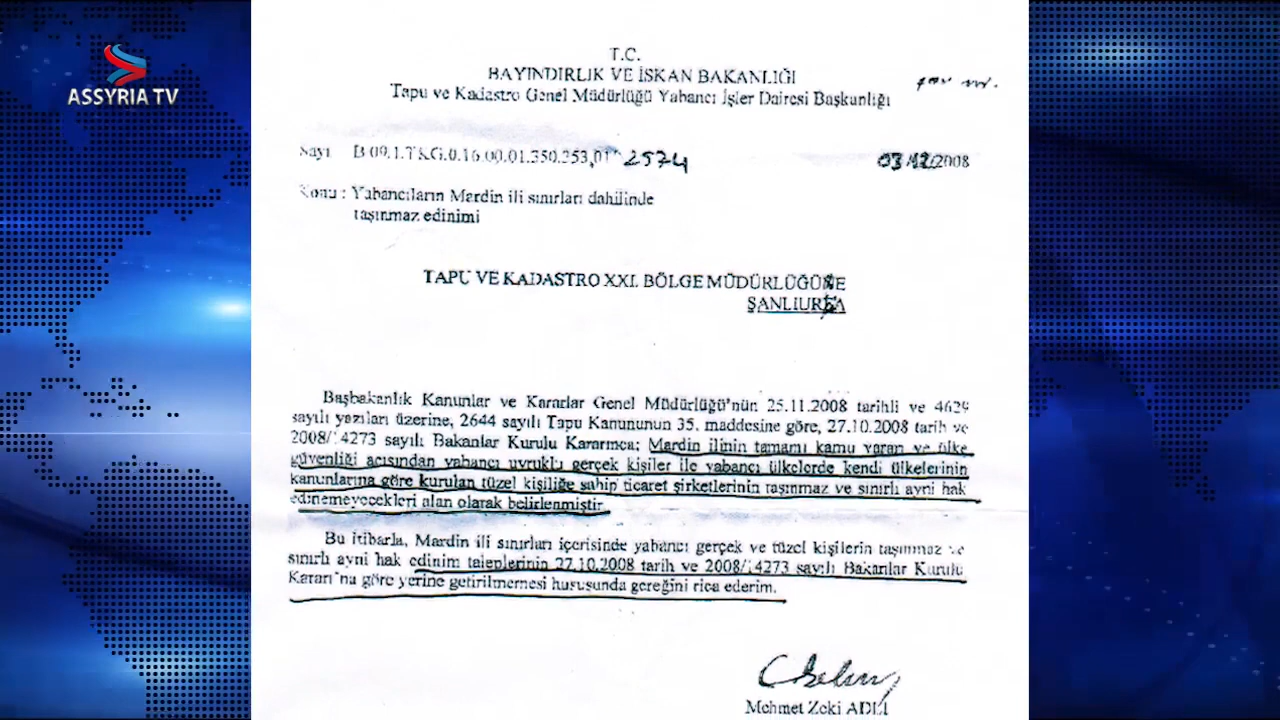 ASSYRIA TV
T.C.
BAYINDIRLIK VE İSKAN BAKANLIĞI
Tapu ve Kadastro Genel Müdürlüğü Yabancı İşler Dairesi Başkanlığı
Sayı B.09.1.TKG.0.16.00.01.350.253,01 2574 03/12/2008
Konu : Yabancıların Mardin ili sınırları dahilinde
taşınmaz edinimi
TAPU VE KADASTRO XXI. BÖLGE MÜDÜRLÜĞÜNE
ŞANLIURFA
Başbakanlık Kanunlar ve Kararlar Genel Müdürlüğü'nün 25.11.2008 tarihli ve 4629
sayılı yazıları üzerine, 2644 sayılı Tapu Kanununun 35. maddesine göre, 27.10.2008 tarih ve
2008/14273 sayılı Bakanlar Kurulu Kararınca; Mardin ilinin tamamı kamu yararı ve ülke
güvenliği açısından yabancı uyruklu gerçek kişiler ile yabancı ülkelerde kendi ülkelerinin
kanunlarına göre kurulan tüzel kişiliğe sahip ticaret şirketlerinin taşınmaz ve sınırlı ayni hak
edinemeyecekleri alan olarak belirlenmiştir.
Bu itibarla, Mardin ili sınırları içerisinde yabancı gerçek ve tüzel kişilerin taşınmaz ve
sınırlı ayni hak edinim taleplerinin 27.10.2008 tarih ve 2008/14273 sayılı Bakanlar Kurulu
Kararı'na göre yerine getirilmemesi hususunda gereğini rica ederim.
Mehmet Zeki ADLI